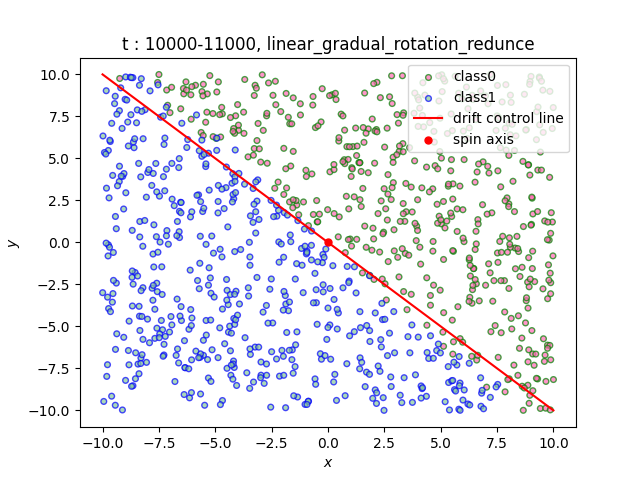 t : 10000-11000, linear_gradual_rotation_redunce
class0
class1
drift control line
spin axis
10.0
7.5
5.0
2.5
0.0
−2.5
−5.0
−7.5
−10.0
y
−10.0 −7.5 −5.0 −2.5 0.0 2.5 5.0 7.5 10.0
x